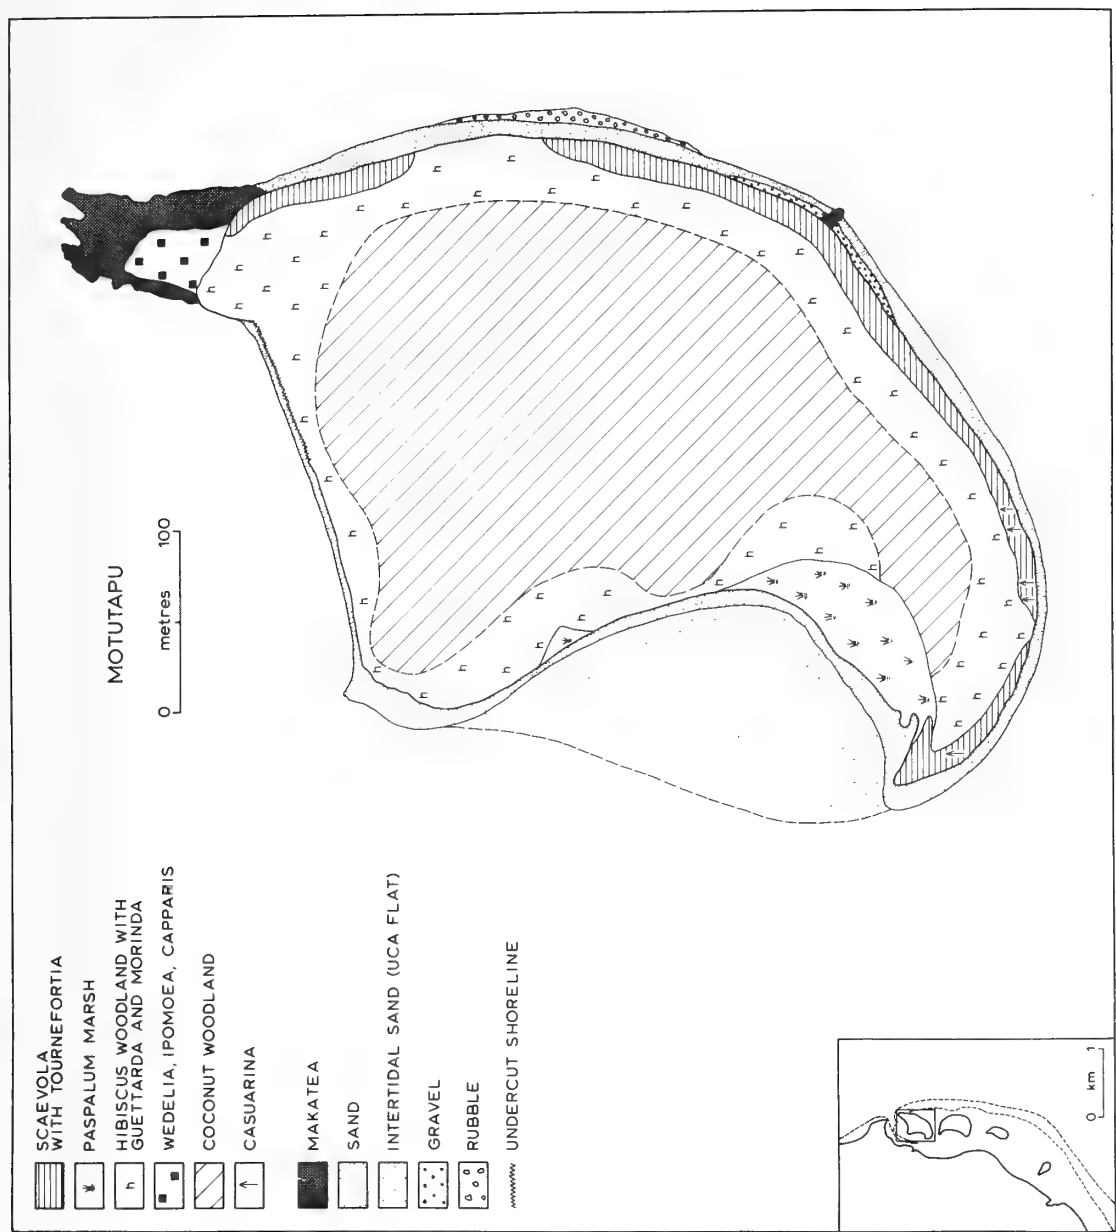 MOTUTAPU
0 metres 100
SCAEVOLA
WITH TOURNEFORTIA
PASPALUM MARSH
HIBISCUS WOODLAND WITH
GUETTARDA AND MORINDA
WEDELIA, IPOMOEA, CAPPARIS
COCONUT WOODLAND
CASUARINA
MAKATEA
SAND
INTERTIDAL SAND (UCA FLAT)
GRAVEL
RUBBLE
UNDERCUT SHORELINE
0 km 1